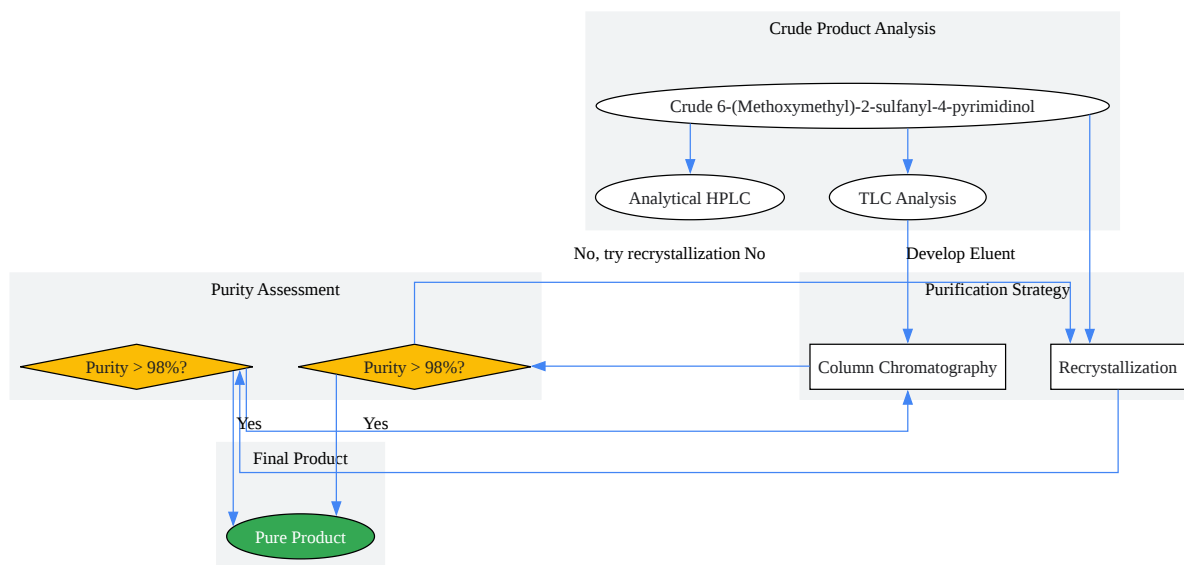 Crude Product Analysis
Crude 6-(Methoxymethyl)-2-sulfanyl-4-pyrimidinol
Analytical HPLC
TLC Analysis
No, try recrystallization No
Develop Eluent
Purity Assessment
Purification Strategy
Purity > 98%?
Purity > 98%?
Column Chromatography
Recrystallization
Yes
Yes
Final Product
Pure Product